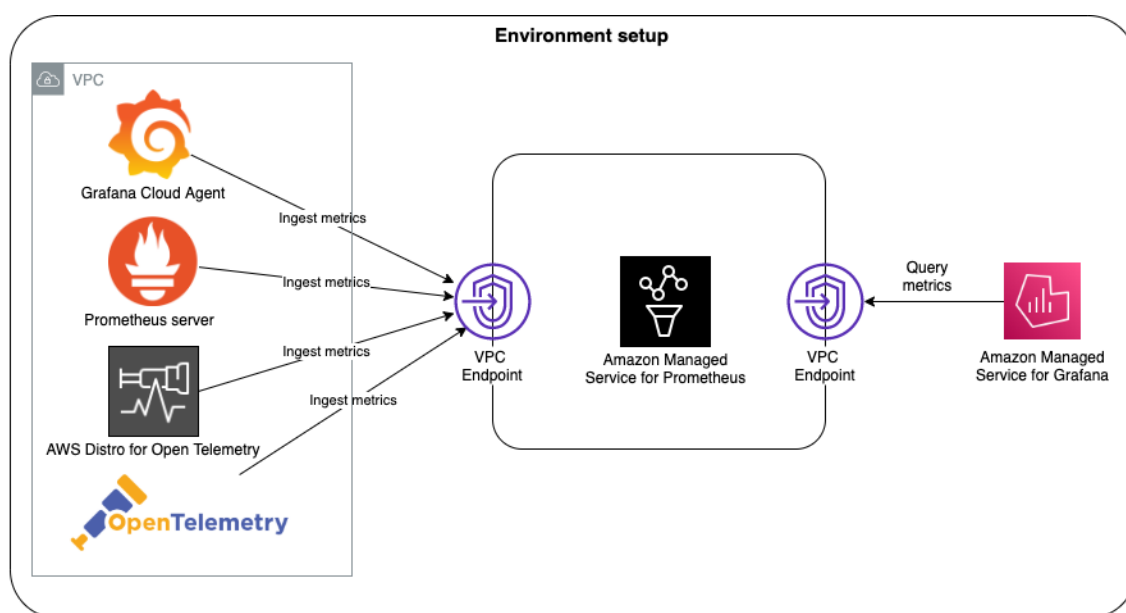 Environment setup
VPC
Grafana Cloud Agent
Ingest metrics
Prometheus server
Ingest metrics
AWS Distro for Open Telemetry
Ingest metrics
OpenTelemetry
Ingest metrics
VPC
Endpoint
Amazon Managed
Service for Prometheus
VPC
Endpoint
Query
metrics
Amazon Managed
Service for Grafana